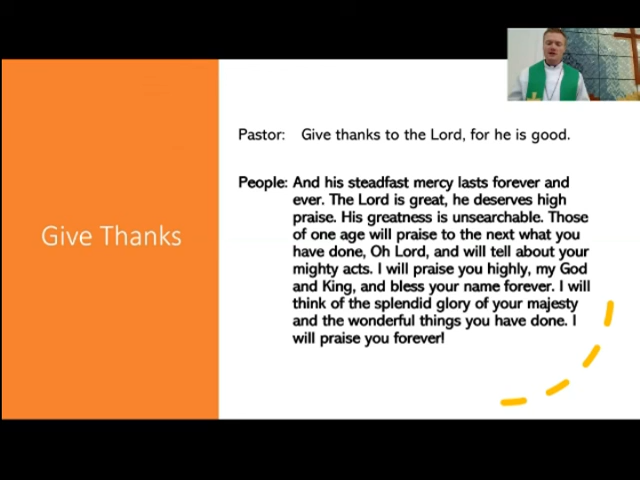 Give Thanks
Pastor: Give thanks to the Lord, for he is good.
People: And his steadfast mercy lasts forever and
ever. The Lord is great, he deserves high
praise. His greatness is unsearchable. Those
of one age will praise to the next what you
have done, Oh Lord, and will tell about your
mighty acts. I will praise you highly, my God
and King, and bless your name forever. I will
think of the splendid glory of your majesty
and the wonderful things you have done. I
will praise you forever!